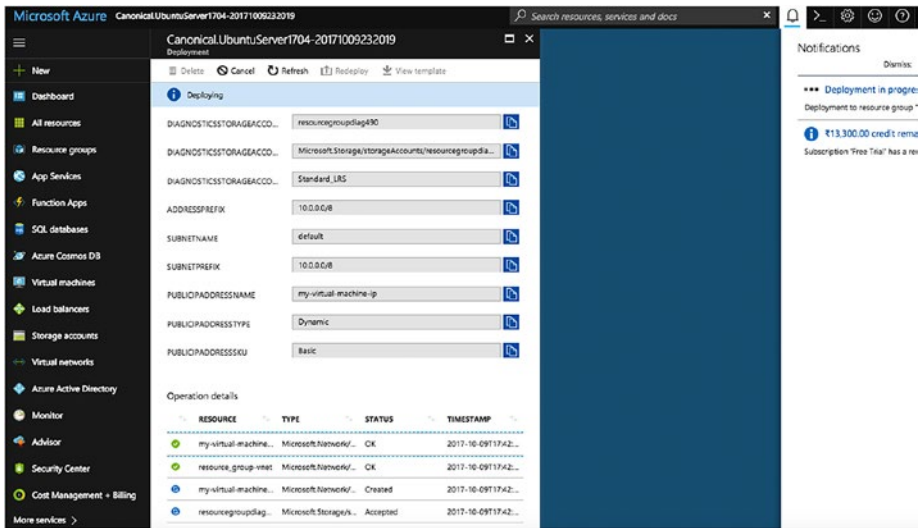 Microsoft Azure Canonical.UbuntuServer1704-20171009232019
Search resources, services and docs
New
Dashboard
All resources
Resource groups
App Services
Function Apps
SQL databases
Azure Cosmos DB
Virtual machines
Load balancers
Storage accounts
Virtual networks
Azure Active Directory
Monitor
Advisor
Security Center
Cost Management + Billing
More services >
Canonical.UbuntuServer1704-20171009232019
Deployment
Delete Cancel Refresh Redeploy View template
Deploying
DIAGNOSTICSSTORAGEACCO... resourcegroupdiag490
DIAGNOSTICSSTORAGEACCO... Microsoft.Storage/storageAccounts/resourcegroupdia...
DIAGNOSTICSSTORAGEACCO... Standard_LRS
ADDRESSPREFIX 10.0.0.0/8
SUBNETNAME default
SUBNETPREFIX 10.0.0.0/8
PUBLICIPADDRESSNAME my-virtual-machine-ip
PUBLICIPADDRESSTYPE Dynamic
PUBLICIPADDRESSSKU Basic
Operation details
RESOURCE TYPE STATUS TIMESTAMP
my-virtual-machine... Microsoft.Network/... OK 2017-10-09T17:42:...
resource_group-vnet Microsoft.Network/... OK 2017-10-09T17:42:...
my-virtual-machine... Microsoft.Network/... Created 2017-10-09T17:42:...
resourcegroupdiag... Microsoft.Storage/s... Accepted 2017-10-09T17:42:...
Notifications
Dismiss:
Deployment in progres
Deployment to resource group "
₹13,300.00 credit rema
Subscription 'Free Trial' has a re